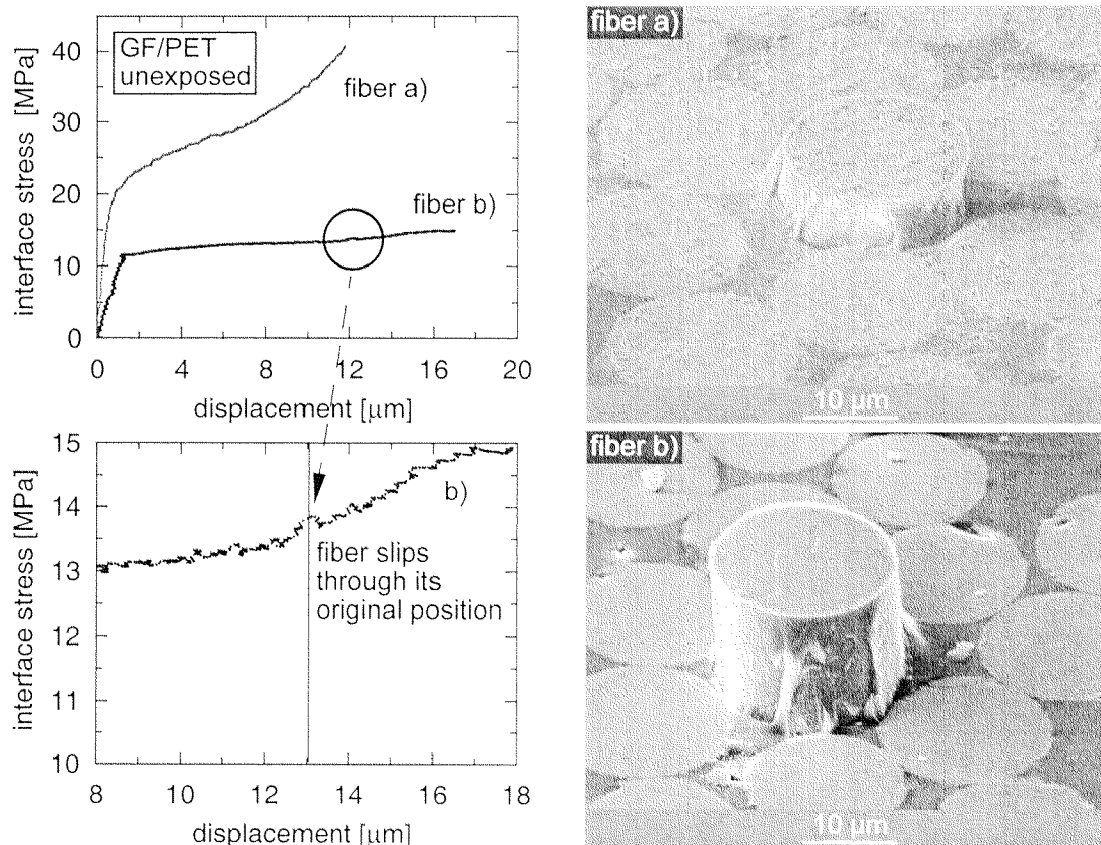 GF/PET
unexposed
fiber a)
fiber b)
interface stress [MPa]
40
30
20
10
0
0 4 8 12 16 20
displacement [µm]
15
14
13
12
11
10
interface stress [MPa]
b)
fiber slips
through its
original position
8 10 12 14 16 18
displacement [µm]
fiber a)
10 µm
fiber b)
10 µm